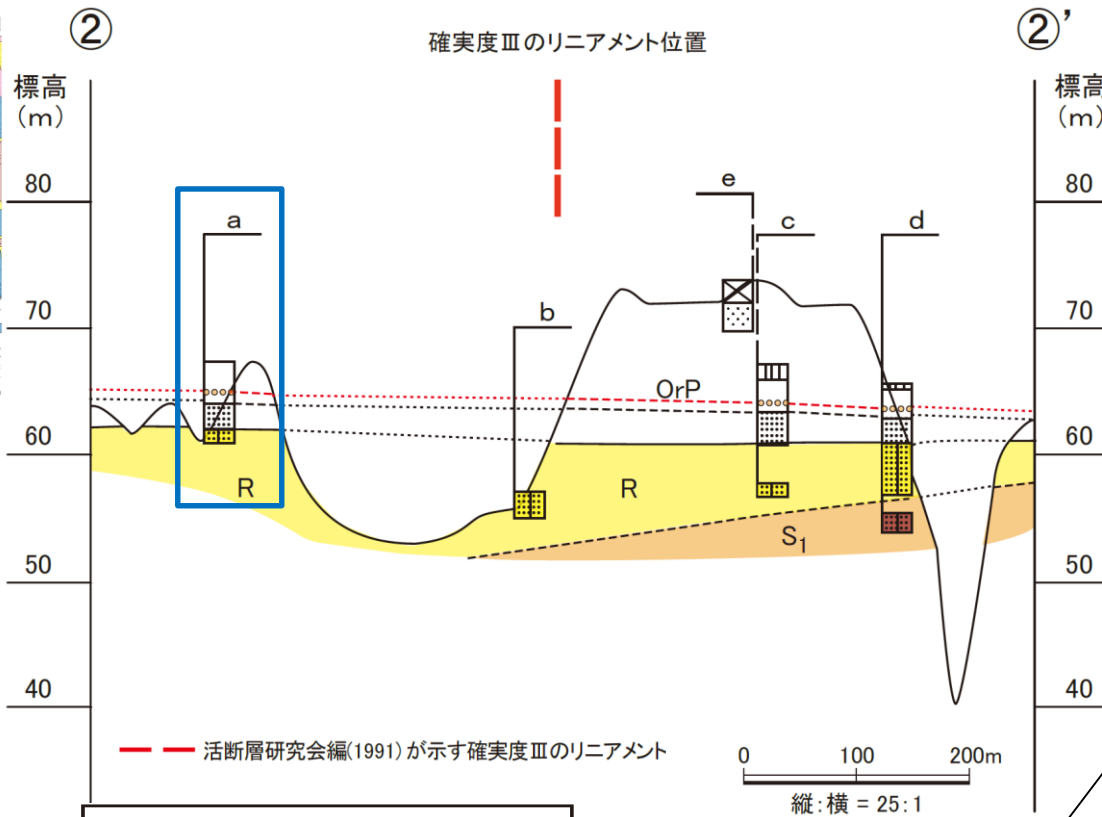 ② ②'
確実度Ⅲのリニアメント位置
標高 標高
(m) (m)
80 80
e
a c d
70 70
b
OrP
60 60
R R
S1
50 50
40 40
活断層研究会編(1991)が示す確実度Ⅲのリニアメント
0 100 200m
縦:横 = 25:1